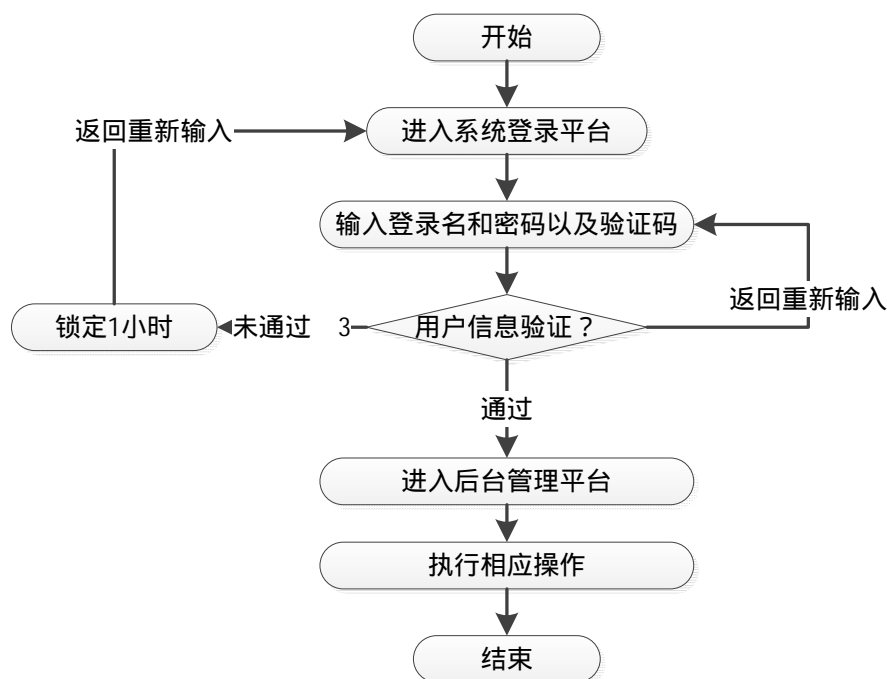 开始
返回重新输入
进入系统登录平台
输入登录名和密码以及验证码
返回重新输入
锁定1小时
未通过 3
用户信息验证？
通过
进入后台管理平台
执行相应操作
结束